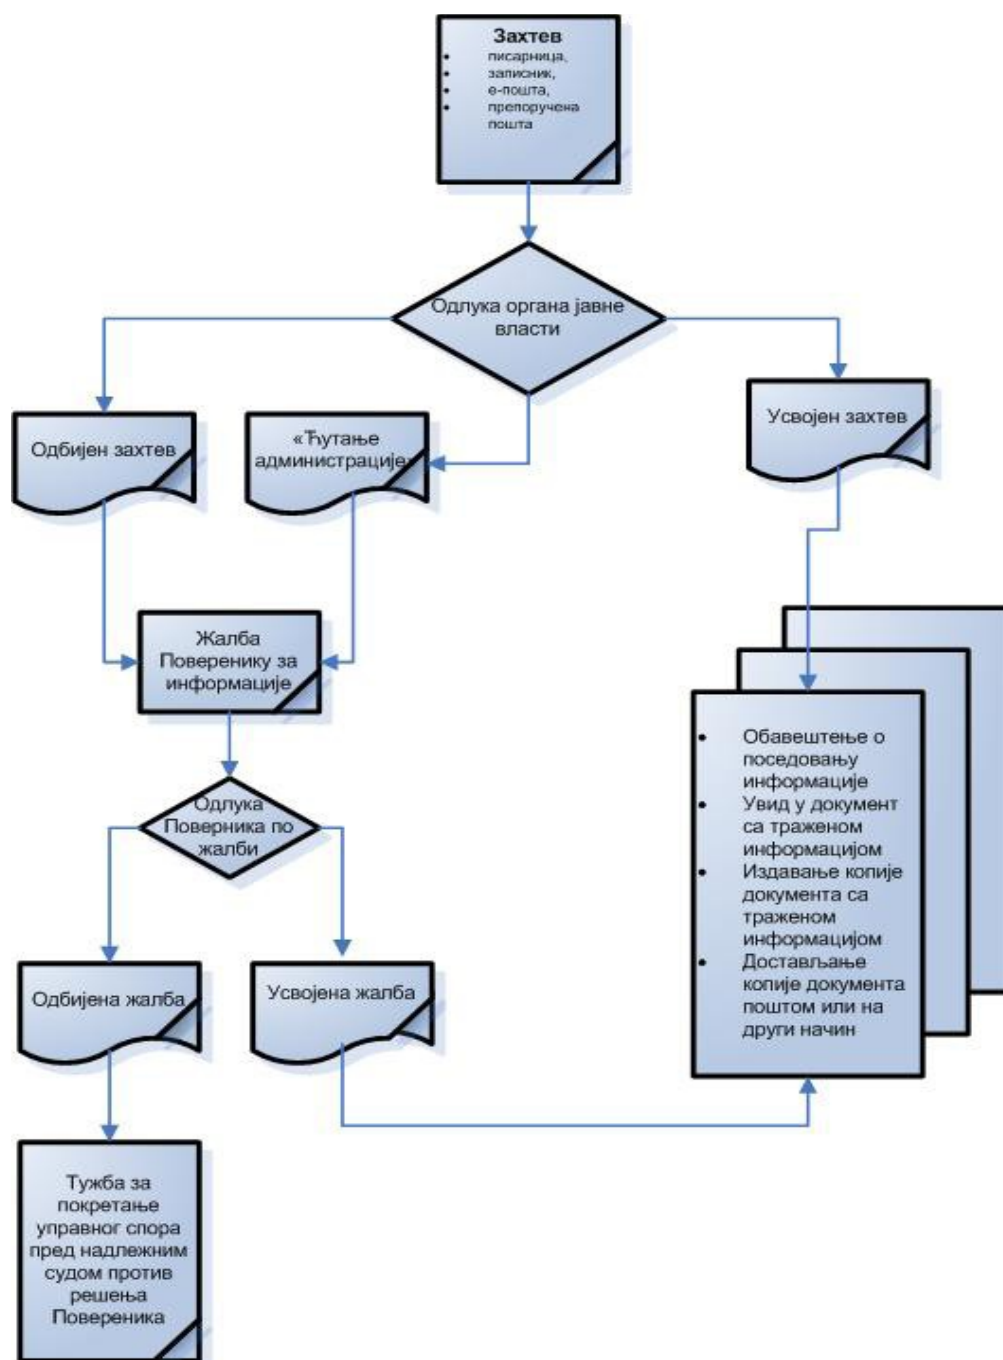 Захтев
• писарница,
• записник,
• е-пошта,
• препоручена
пошта
Одлука органа јавне
власти
Одбијен захтев
«Ћутање
администрације»
Усвојен захтев
Жалба
Поверенику за
информације
Одлука
Поверника по
жалби
• Обавештење о
поседовању
информације
• Увид у документ
са траженом
информацијом
• Издавање копије
документа са
траженом
информацијом
• Достављање
копије документа
поштом или на
други начин
Одбијена жалба
Усвојена жалба
Тужба за
покретање
управног спора
пред надлежним
судом против
решења
Повереника